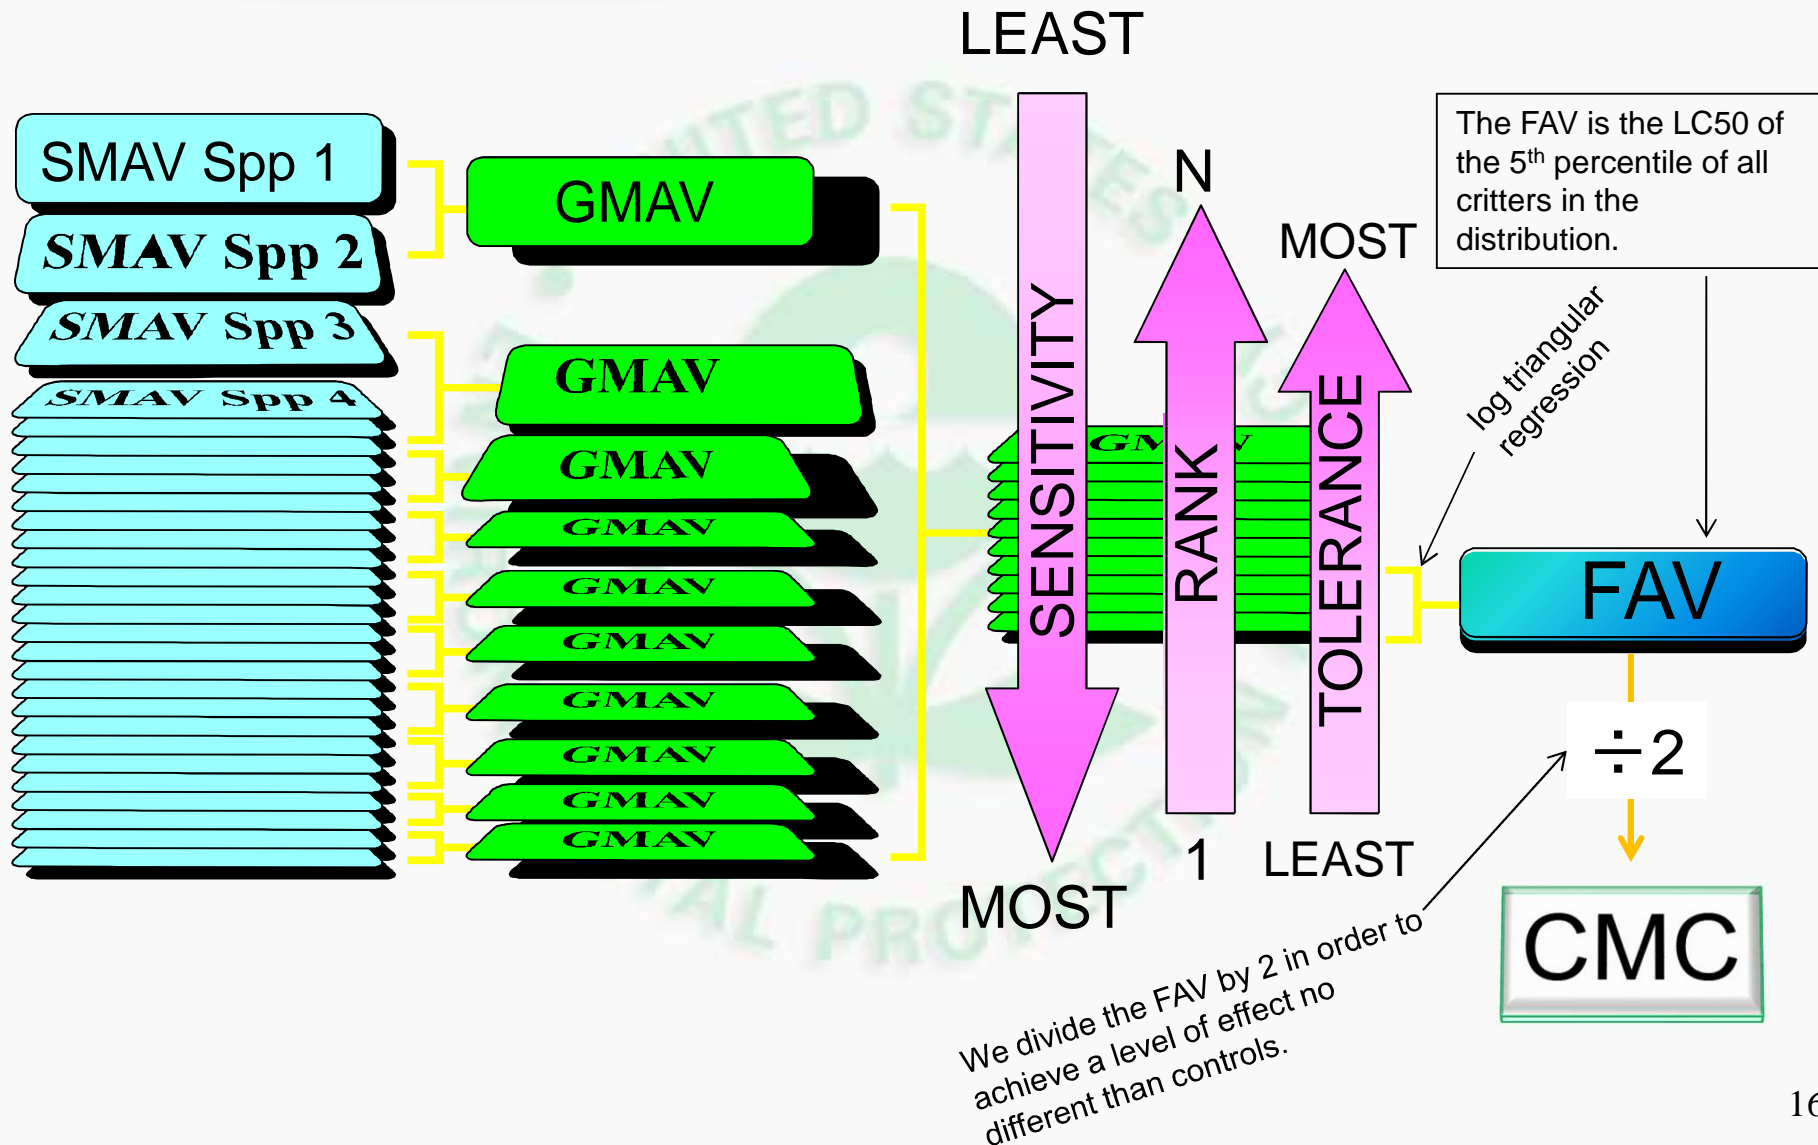 LEAST
SMAV Spp 1
SMAV Spp 2
SMAV Spp 3
SMAV Spp 4
GMAV
GMAV
GMAV
GMAV
GMAV
GMAV
GMAV
GMAV
GMAV
GMAV
SENSITIVITY
MOST
N
RANK
1
MOST
TOLERANCE
LEAST
The FAV is the LC50 of
the 5th percentile of all
critters in the
distribution.
log triangular
regression
FAV
÷2
CMC
We divide the FAV by 2 in order to
achieve a level of effect no
different than controls.
UNITED STATES
PROTECTION
16